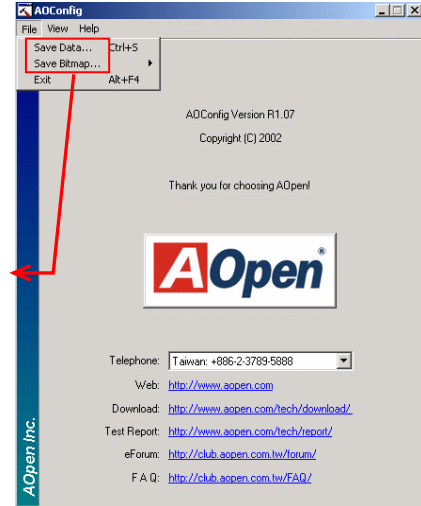 AOConfig
File View Help
Save Data... Ctrl+S
Save Bitmap...
Exit Alt+F4
AOConfig Version R1.07
Copyright (C) 2002
Thank you for choosing AOpen!
AOpen®
Telephone: Taiwan: +886-2-3789-5888
Web: http://www.aopen.com
Download: http://www.aopen.com/tech/download/
Test Report: http://www.aopen.com/tech/report/
eForum: http://club.aopen.com.tw/forum/
F A Q: http://club.aopen.com.tw/FAQ/
AOpen Inc.